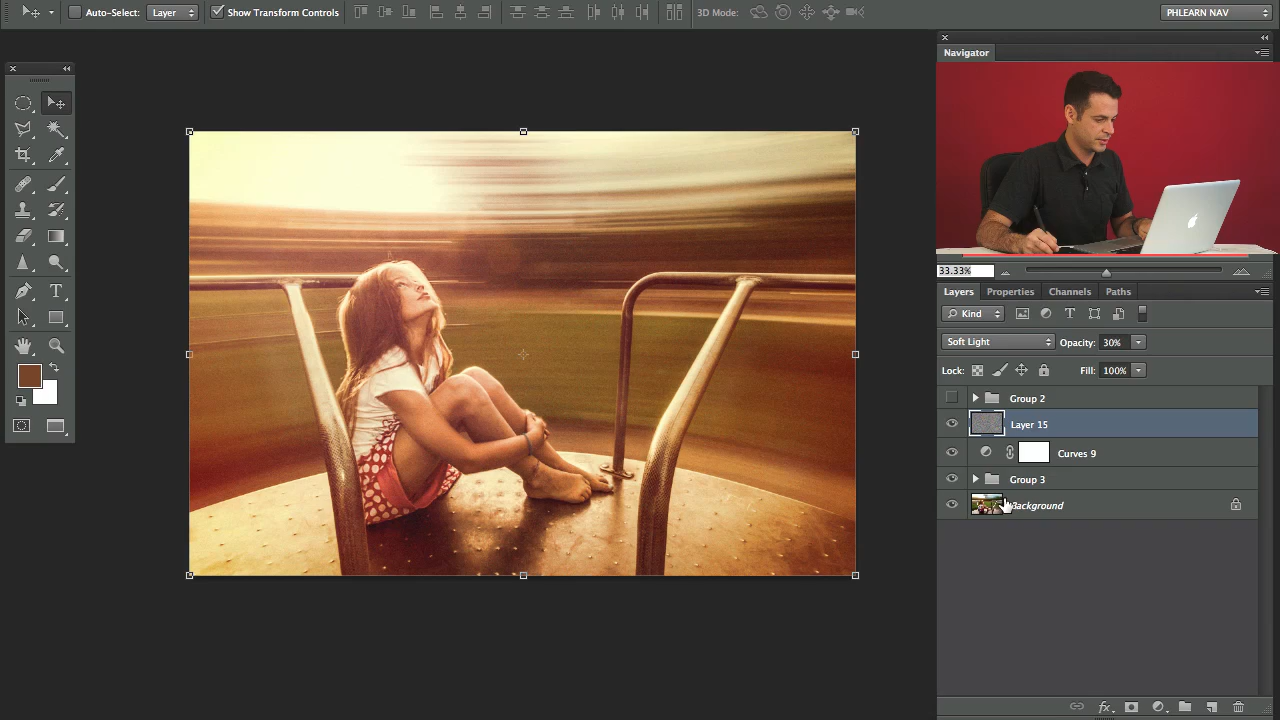 Auto-Select: Layer Show Transform Controls 3D Mode: PHLEARN NAV
Navigator
33.33%
Layers Properties Channels Paths
Kind T
Soft Light Opacity: 30%
Lock: Fill: 100%
Group 2
Layer 15
Curves 9
Group 3
Background
fx
T